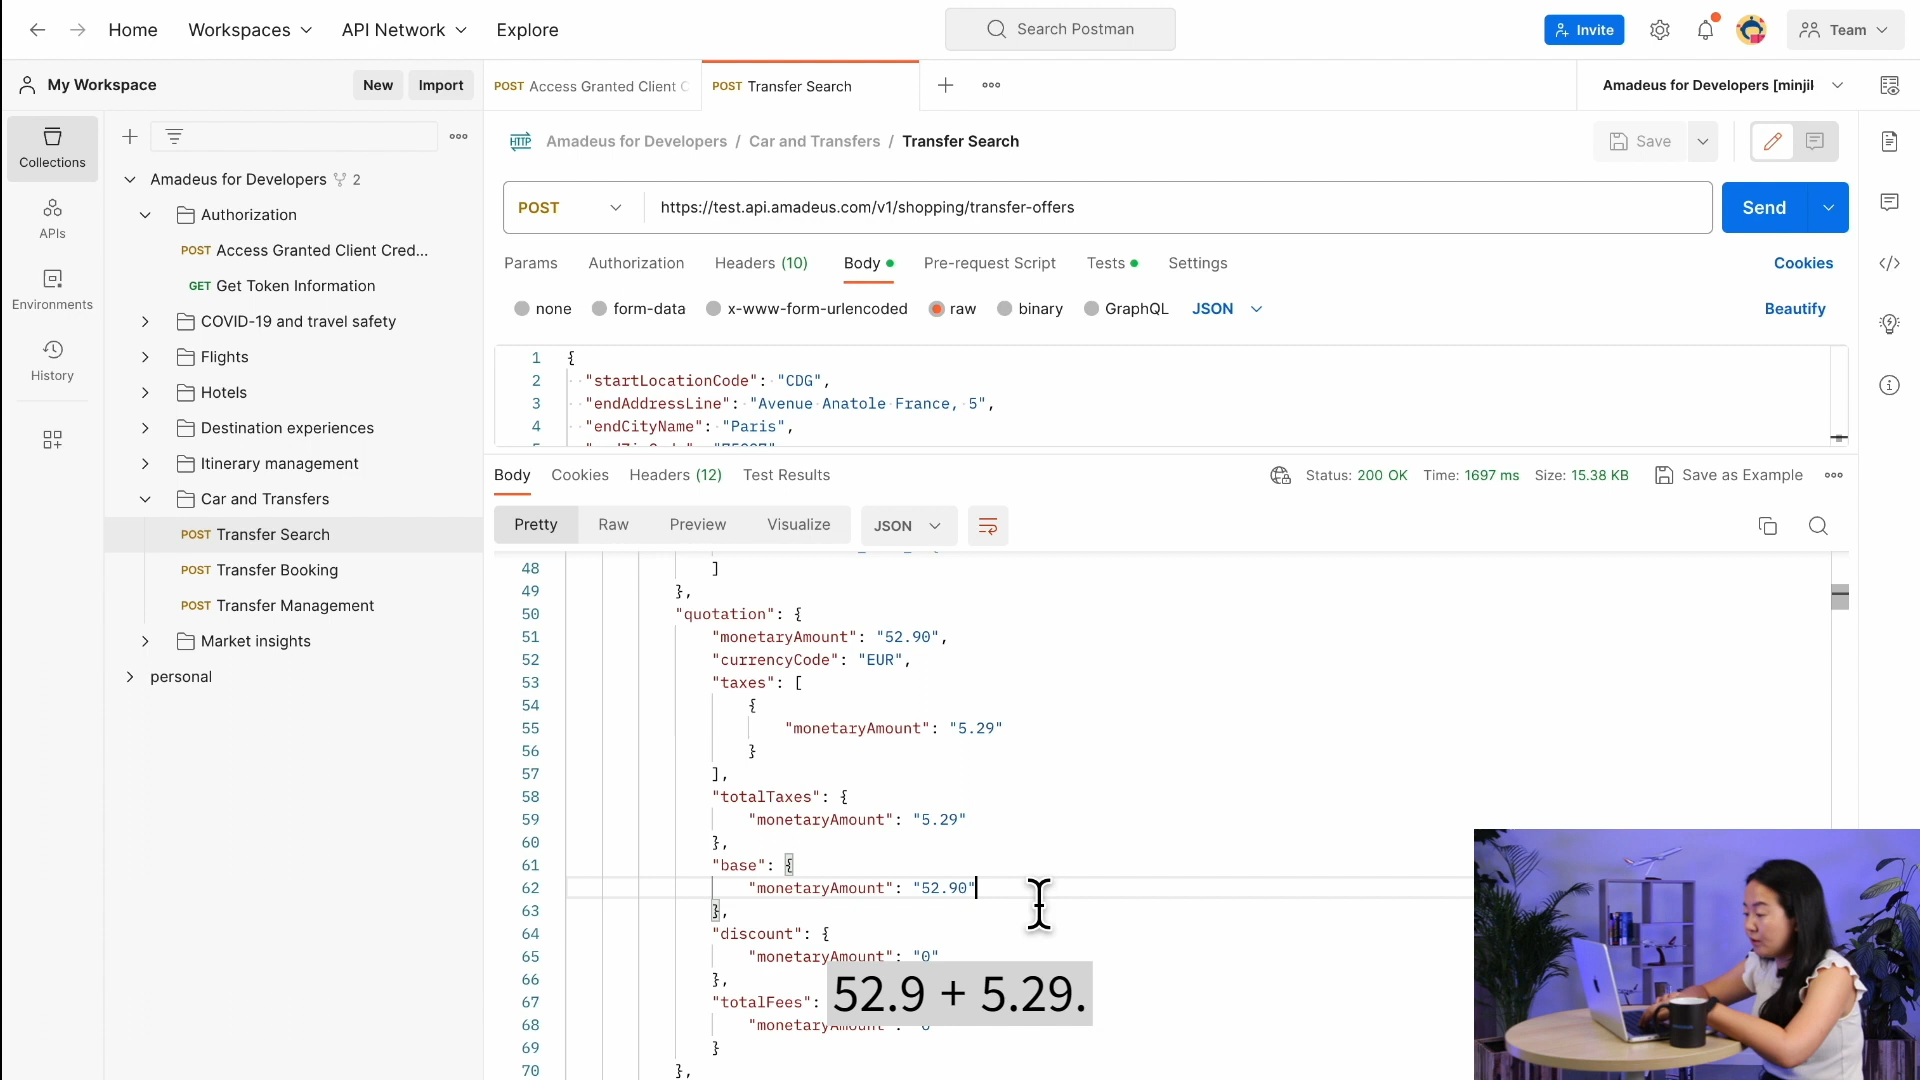 Home
Workspaces
API Network
Explore
Search Postman
Invite
Team
My Workspace
New
Import
POST Access Granted Client C
POST Transfer Search
Amadeus for Developers [minjil
Collections
APIs
Environments
History
Amadeus for Developers 2
Authorization
POST Access Granted Client Cred...
GET Get Token Information
COVID-19 and travel safety
Flights
Hotels
Destination experiences
Itinerary management
Car and Transfers
POST Transfer Search
POST Transfer Booking
POST Transfer Management
Market insights
personal
HTTP Amadeus for Developers / Car and Transfers / Transfer Search
Save
POST https://test.api.amadeus.com/v1/shopping/transfer-offers
Send
Params Authorization Headers (10) Body Pre-request Script Tests Settings
Cookies
none form-data x-www-form-urlencoded raw binary GraphQL JSON
Beautify
1 {
2 "startLocationCode": "CDG",
3 "endAddressLine": "Avenue Anatole France, 5",
4 "endCityName": "Paris",
Body Cookies Headers (12) Test Results
Status: 200 OK Time: 1697 ms Size: 15.38 KB Save as Example
Pretty Raw Preview Visualize JSON
48 ]
49 },
50 "quotation": {
51 "monetaryAmount": "52.90",
52 "currencyCode": "EUR",
53 "taxes": [
54 {
55 "monetaryAmount": "5.29"
56 }
57 ],
58 "totalTaxes": {
59 "monetaryAmount": "5.29"
60 },
61 "base": {
62 "monetaryAmount": "52.90"
63 },
64 "discount": {
65 "monetaryAmount": "0"
66 },
67 "totalFees":
68 "monetaryAmount": "0"
69 }
70 },
52.9 + 5.29.